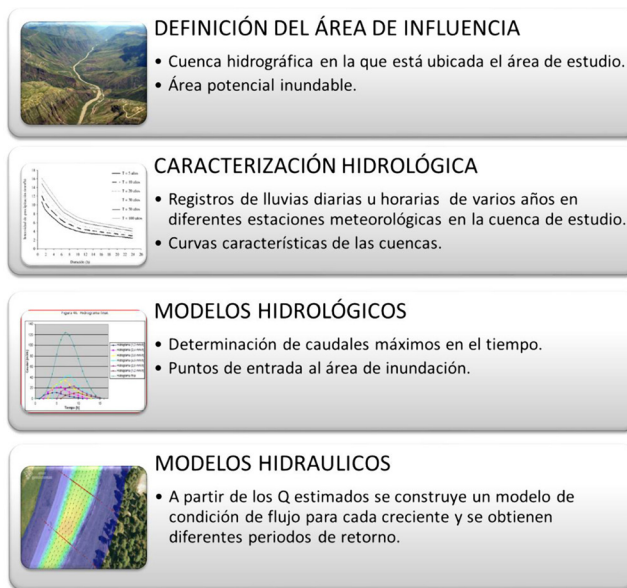 DEFINICIÓN DEL ÁREA DE INFLUENCIA
• Cuenca hidrográfica en la que está ubicada el área de estudio.
• Área potencial inundable.
CARACTERIZACIÓN HIDROLÓGICA
• Registros de lluvias diarias u horarias de varios años en
diferentes estaciones meteorológicas en la cuenca de estudio.
• Curvas características de las cuencas.
MODELOS HIDROLÓGICOS
• Determinación de caudales máximos en el tiempo.
• Puntos de entrada al área de inundación.
MODELOS HIDRAULICOS
• A partir de los Q estimados se construye un modelo de
condición de flujo para cada creciente y se obtienen
diferentes periodos de retorno.